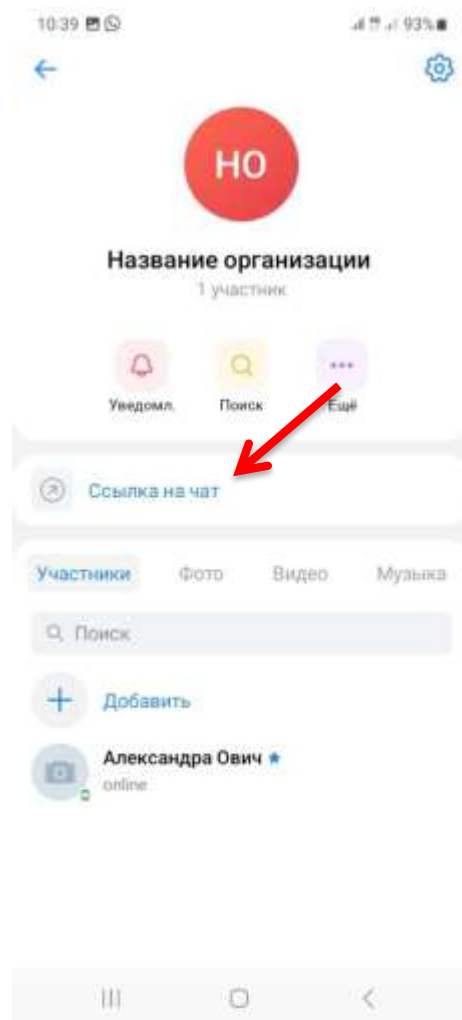 10:39
93%
НО
Название организации
1 участник
Уведомл. Поиск Ещё
Ссылка на чат
Участники Фото Видео Музыка
Поиск
Добавить
Александра Ович
online